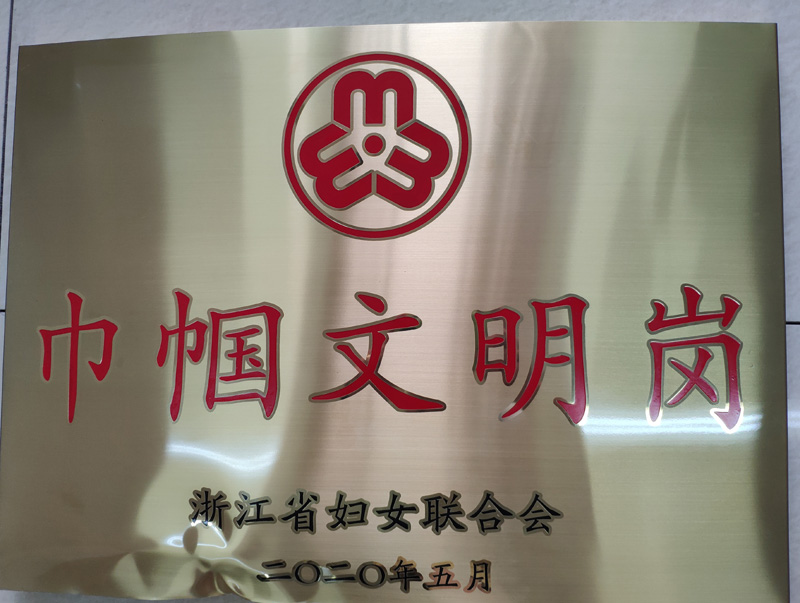 巾帼文明岗
浙江省妇女联合会
二〇二〇年五月